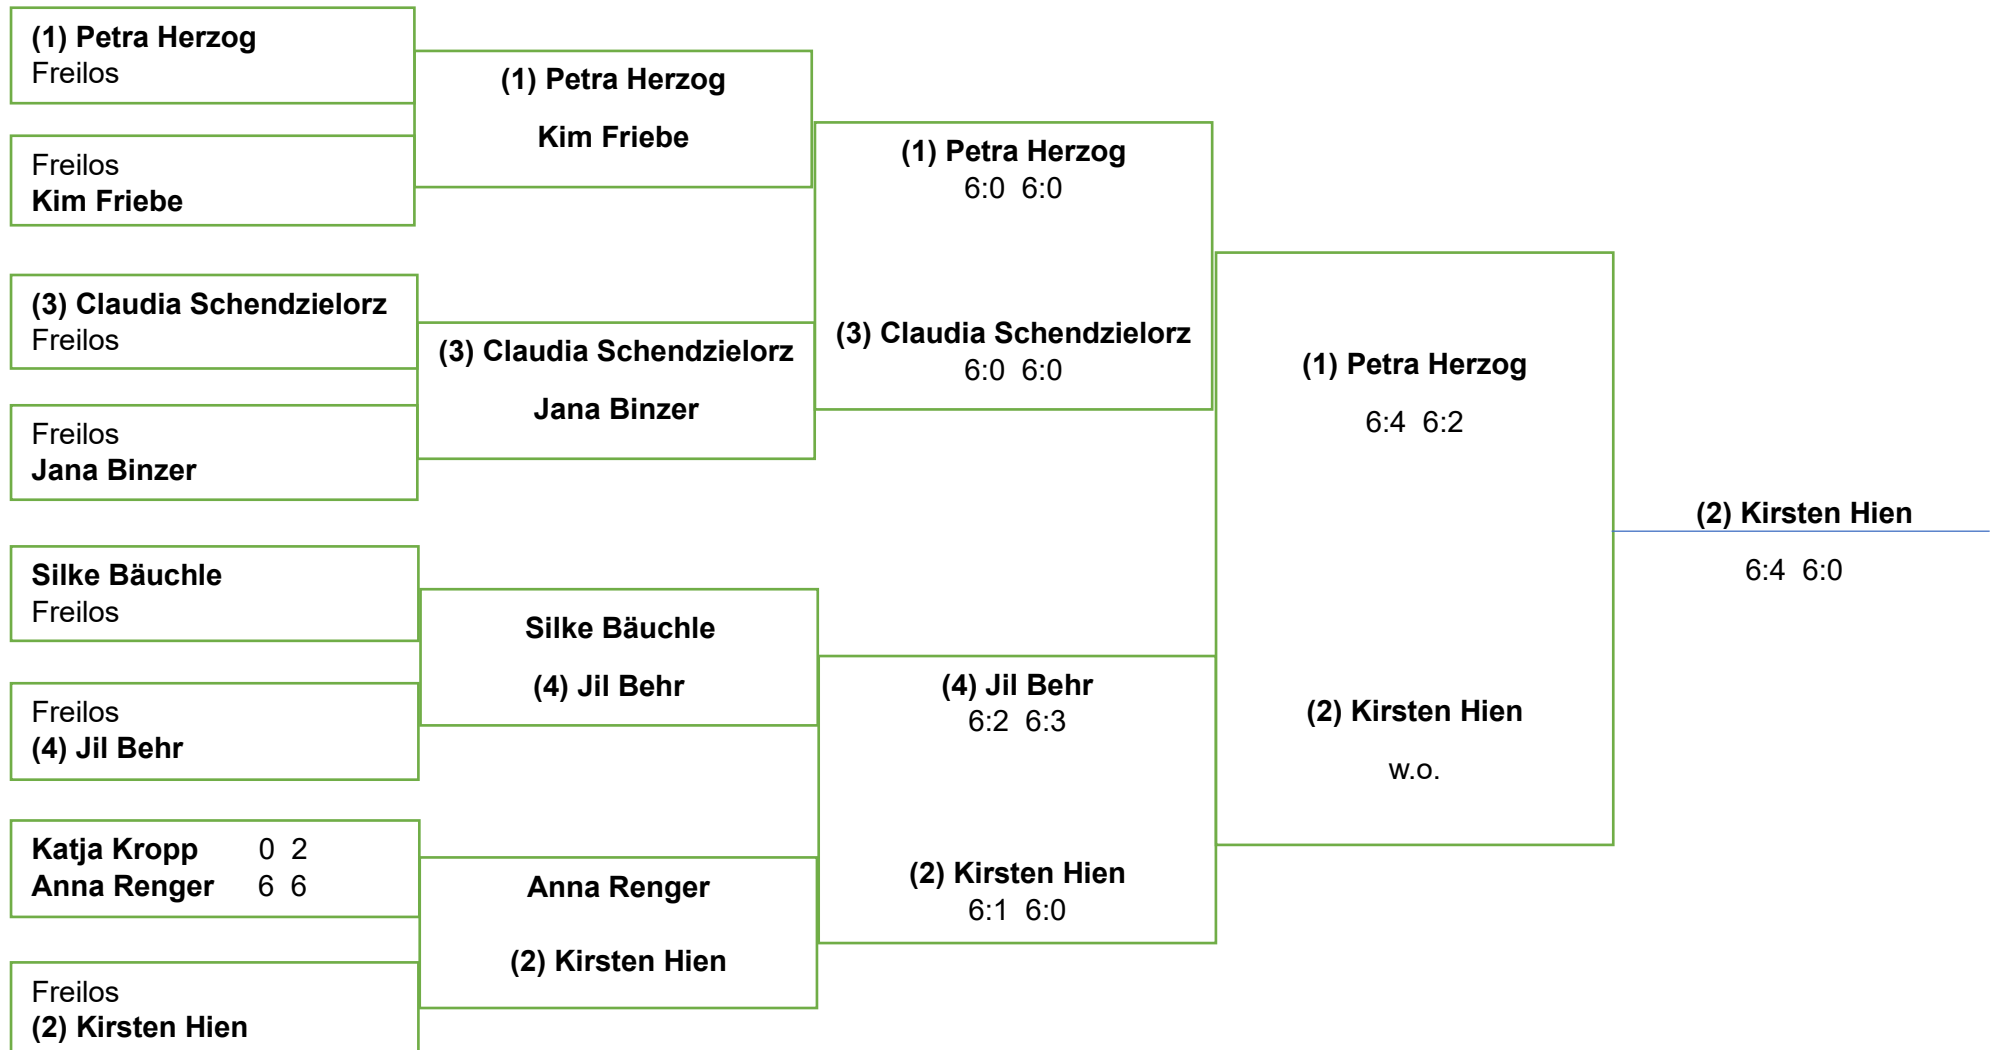 (1) Petra Herzog
Freilos
Freilos
Kim Friebe
(3) Claudia Schendzielorz
Freilos
Freilos
Jana Binzer
Silke Bäuchle
Freilos
Freilos
(4) Jil Behr
Katja Kropp 0 2
Anna Renger 6 6
Freilos
(2) Kirsten Hien
(1) Petra Herzog
Kim Friebe
(3) Claudia Schendzielorz
Jana Binzer
Silke Bäuchle
(4) Jil Behr
Anna Renger
(2) Kirsten Hien
(1) Petra Herzog
6:0 6:0
(3) Claudia Schendzielorz
6:0 6:0
(4) Jil Behr
6:2 6:3
(2) Kirsten Hien
6:1 6:0
(1) Petra Herzog
6:4 6:2
(2) Kirsten Hien
w.o.
(2) Kirsten Hien
6:4 6:0